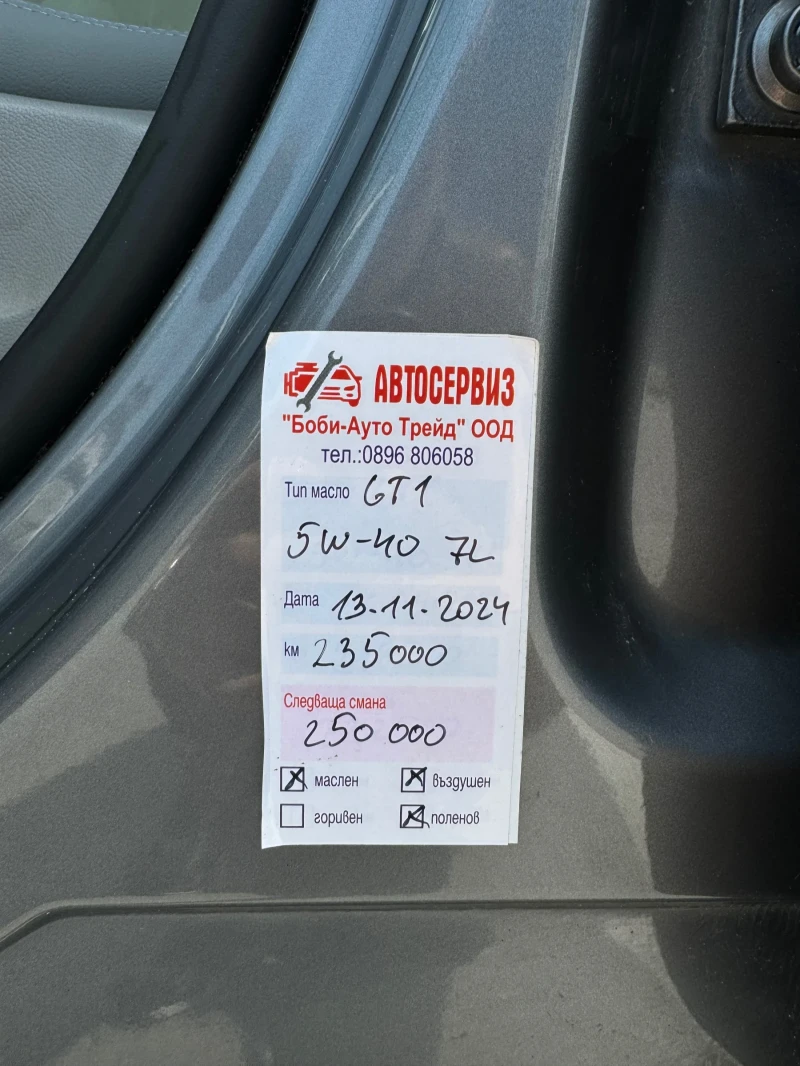 АВТОСЕРВИЗ
"Боби-Ауто Трейд" ООД
тел.:0896 806058
Тип масло GT1
5W-40 7L
Дата 13-11-2024
км 235000
Следваща смана
250 000
маслен въздушен
горивен поленов